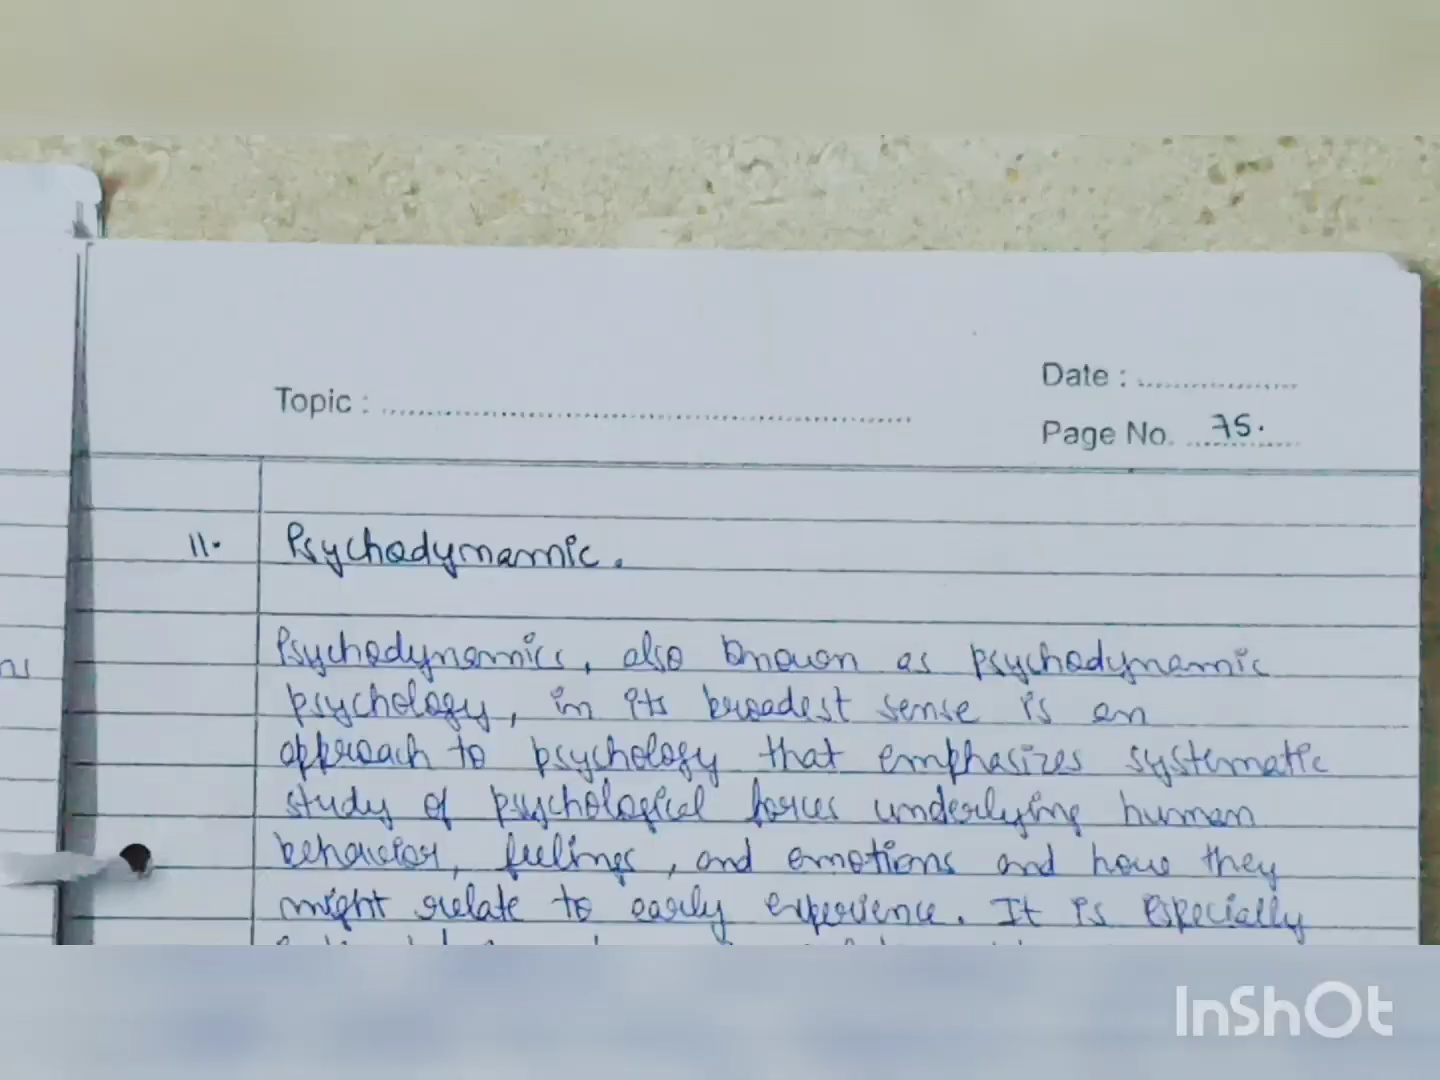 Date : ....................
Topic : ................................................................
Page No. 75.
11. Psychodynamic.
Psychodynamics, also known as psychodynamic
psychology, in its broadest sense is an
approach to psychology that emphasizes systematic
study of psychological forces underlying human
behavior, feelings, and emotions and how they
might relate to early experience. It is especially
InShOt